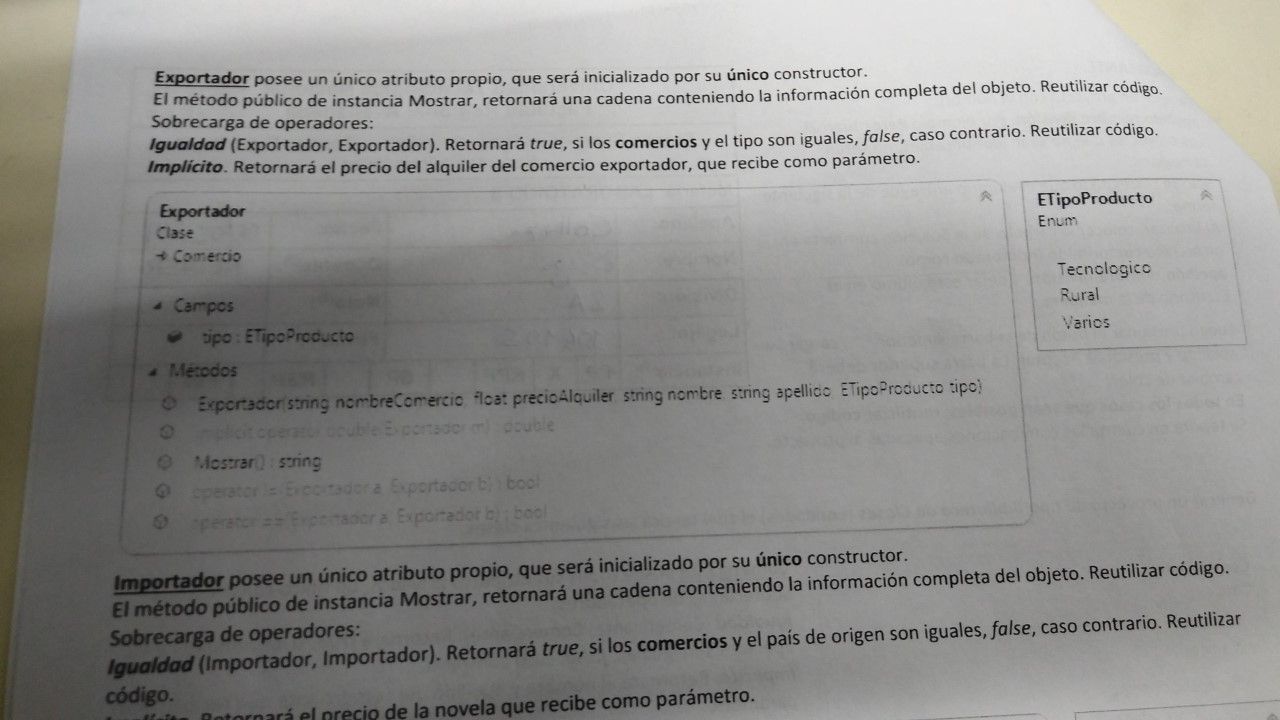 Exportador posee un único atributo propio, que será inicializado por su único constructor.
El método público de instancia Mostrar, retornará una cadena conteniendo la información completa del objeto. Reutilizar código.
Sobrecarga de operadores:
Igualdad (Exportador, Exportador). Retornará true, si los comercios y el tipo son iguales, false, caso contrario. Reutilizar código.
Implícito. Retornará el precio del alquiler del comercio exportador, que recibe como parámetro.
Exportador
Clase
Comercio
Campos
tipo : ETipoProducto
Métodos
Exportador(string nombreComercio, float precioAlquiler, string nombre, string apellido, ETipoProducto tipo)
implicit operator double(Exportador m) : double
Mostrar() : string
operator !=(Exportador a, Exportador b) : bool
operator ==(Exportador a, Exportador b) : bool
ETipoProducto
Enum
Tecnologico
Rural
Varios
Importador posee un único atributo propio, que será inicializado por su único constructor.
El método público de instancia Mostrar, retornará una cadena conteniendo la información completa del objeto. Reutilizar código.
Sobrecarga de operadores:
Igualdad (Importador, Importador). Retornará true, si los comercios y el país de origen son iguales, false, caso contrario. Reutilizar
código.
Retornará el precio de la novela que recibe como parámetro.